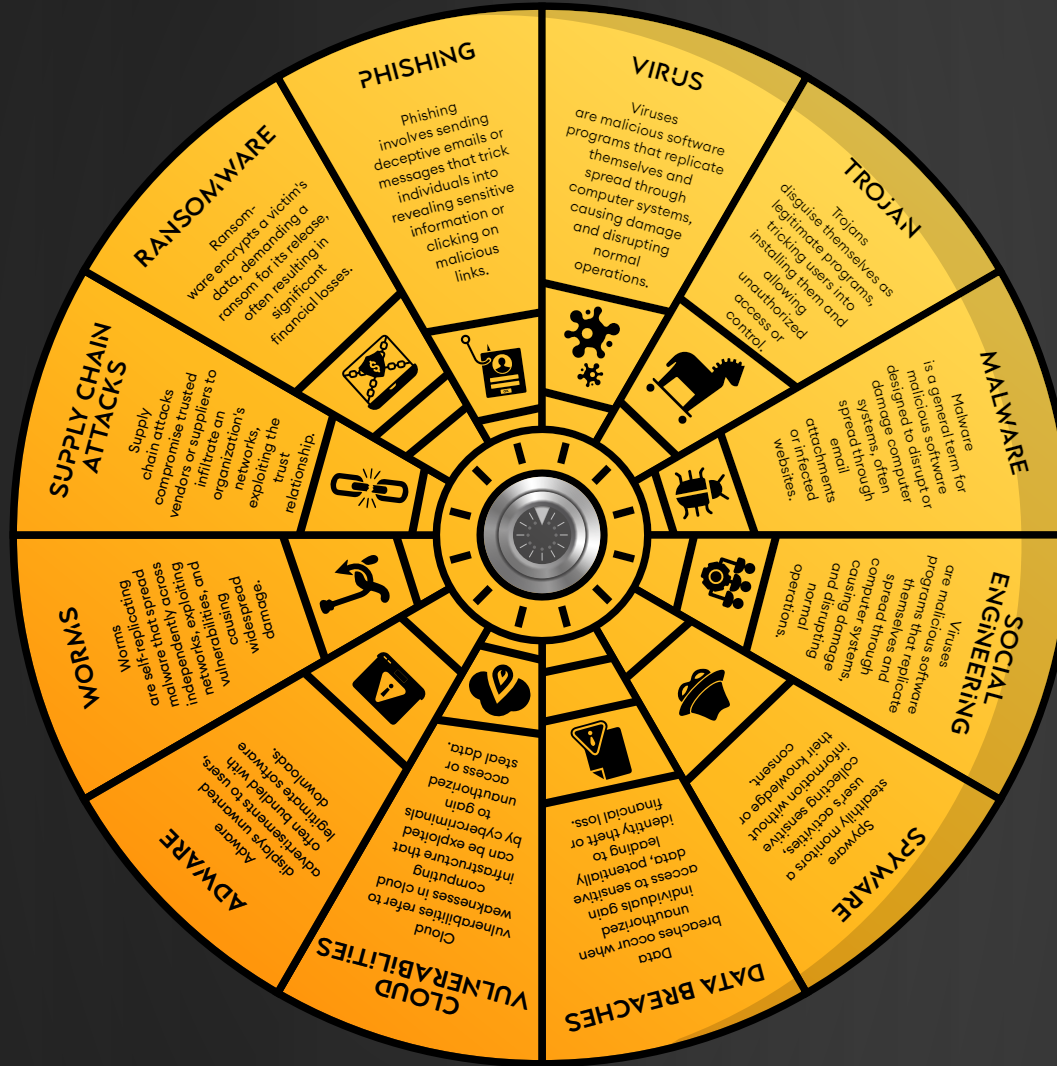 PHISHING
Phishing
involves sending
deceptive emails or
messages that trick
individuals into
revealing sensitive
information or
clicking on
malicious
links.
VIRUS
Viruses
are malicious software
programs that replicate
themselves and
spread through
computer systems,
causing damage
and disrupting
normal
operations.
TROJAN
Trojans
disguise themselves as
legitimate programs,
tricking users into
installing them and
allowing
unauthorized
access or
control.
MALWARE
Malware
is a general term for
malicious software
designed to disrupt or
damage computer
systems, often
spread through
email
attachments
or infected
websites.
SOCIAL
ENGINEERING
Viruses
are malicious software
programs that replicate
themselves and
spread through
computer systems,
causing damage
and disrupting
normal
operations.
SPYWARE
Spyware
stealthily monitors a
user's activities,
collecting sensitive
information without
their knowledge or
consent.
DATA BREACHES
Data
breaches occur when
unauthorized
individuals gain
access to sensitive
data, potentially
leading to
identity theft or
financial loss.
CLOUD
VULNERABILITIES
Cloud
vulnerabilities refer to
weaknesses in cloud
computing
infrastructure that
can be exploited
by cybercriminals
to gain
unauthorized
access or
steal data.
ADWARE
Adware
displays unwanted
advertisements to users,
often bundled with
legitimate software
downloads.
WORMS
Worms
are self-replicating
malware that spread
independently across
networks, exploiting
vulnerabilities, and
causing
widespread
damage.
SUPPLY CHAIN
ATTACKS
Supply
chain attacks
compromise trusted
vendors or suppliers to
infiltrate an
organization's
networks,
exploiting the
trust
relationship.
RANSOMWARE
Ransom-
ware encrypts a victim's
data, demanding a
ransom for its release,
often resulting in
significant
financial losses.